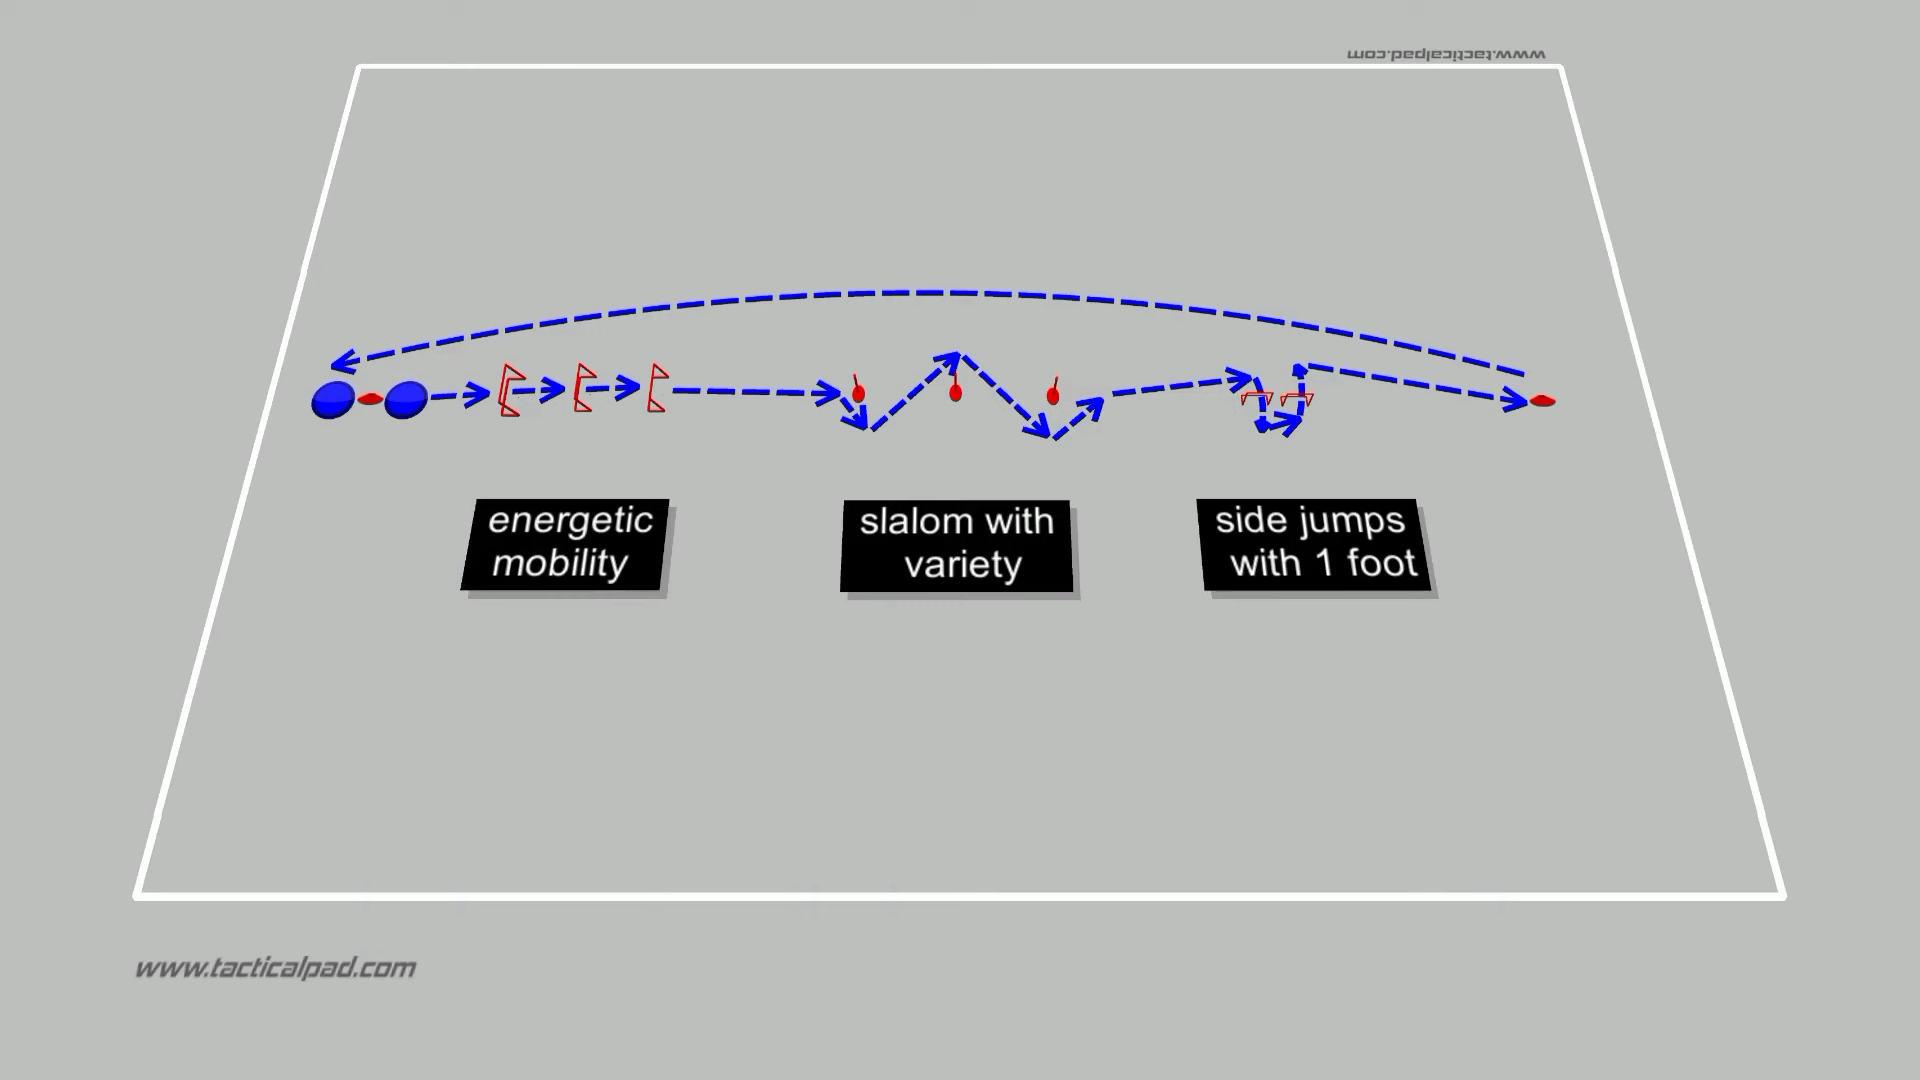 www.tacticalpad.com
energetic
mobility
slalom with
variety
side jumps
with 1 foot
www.tacticalpad.com